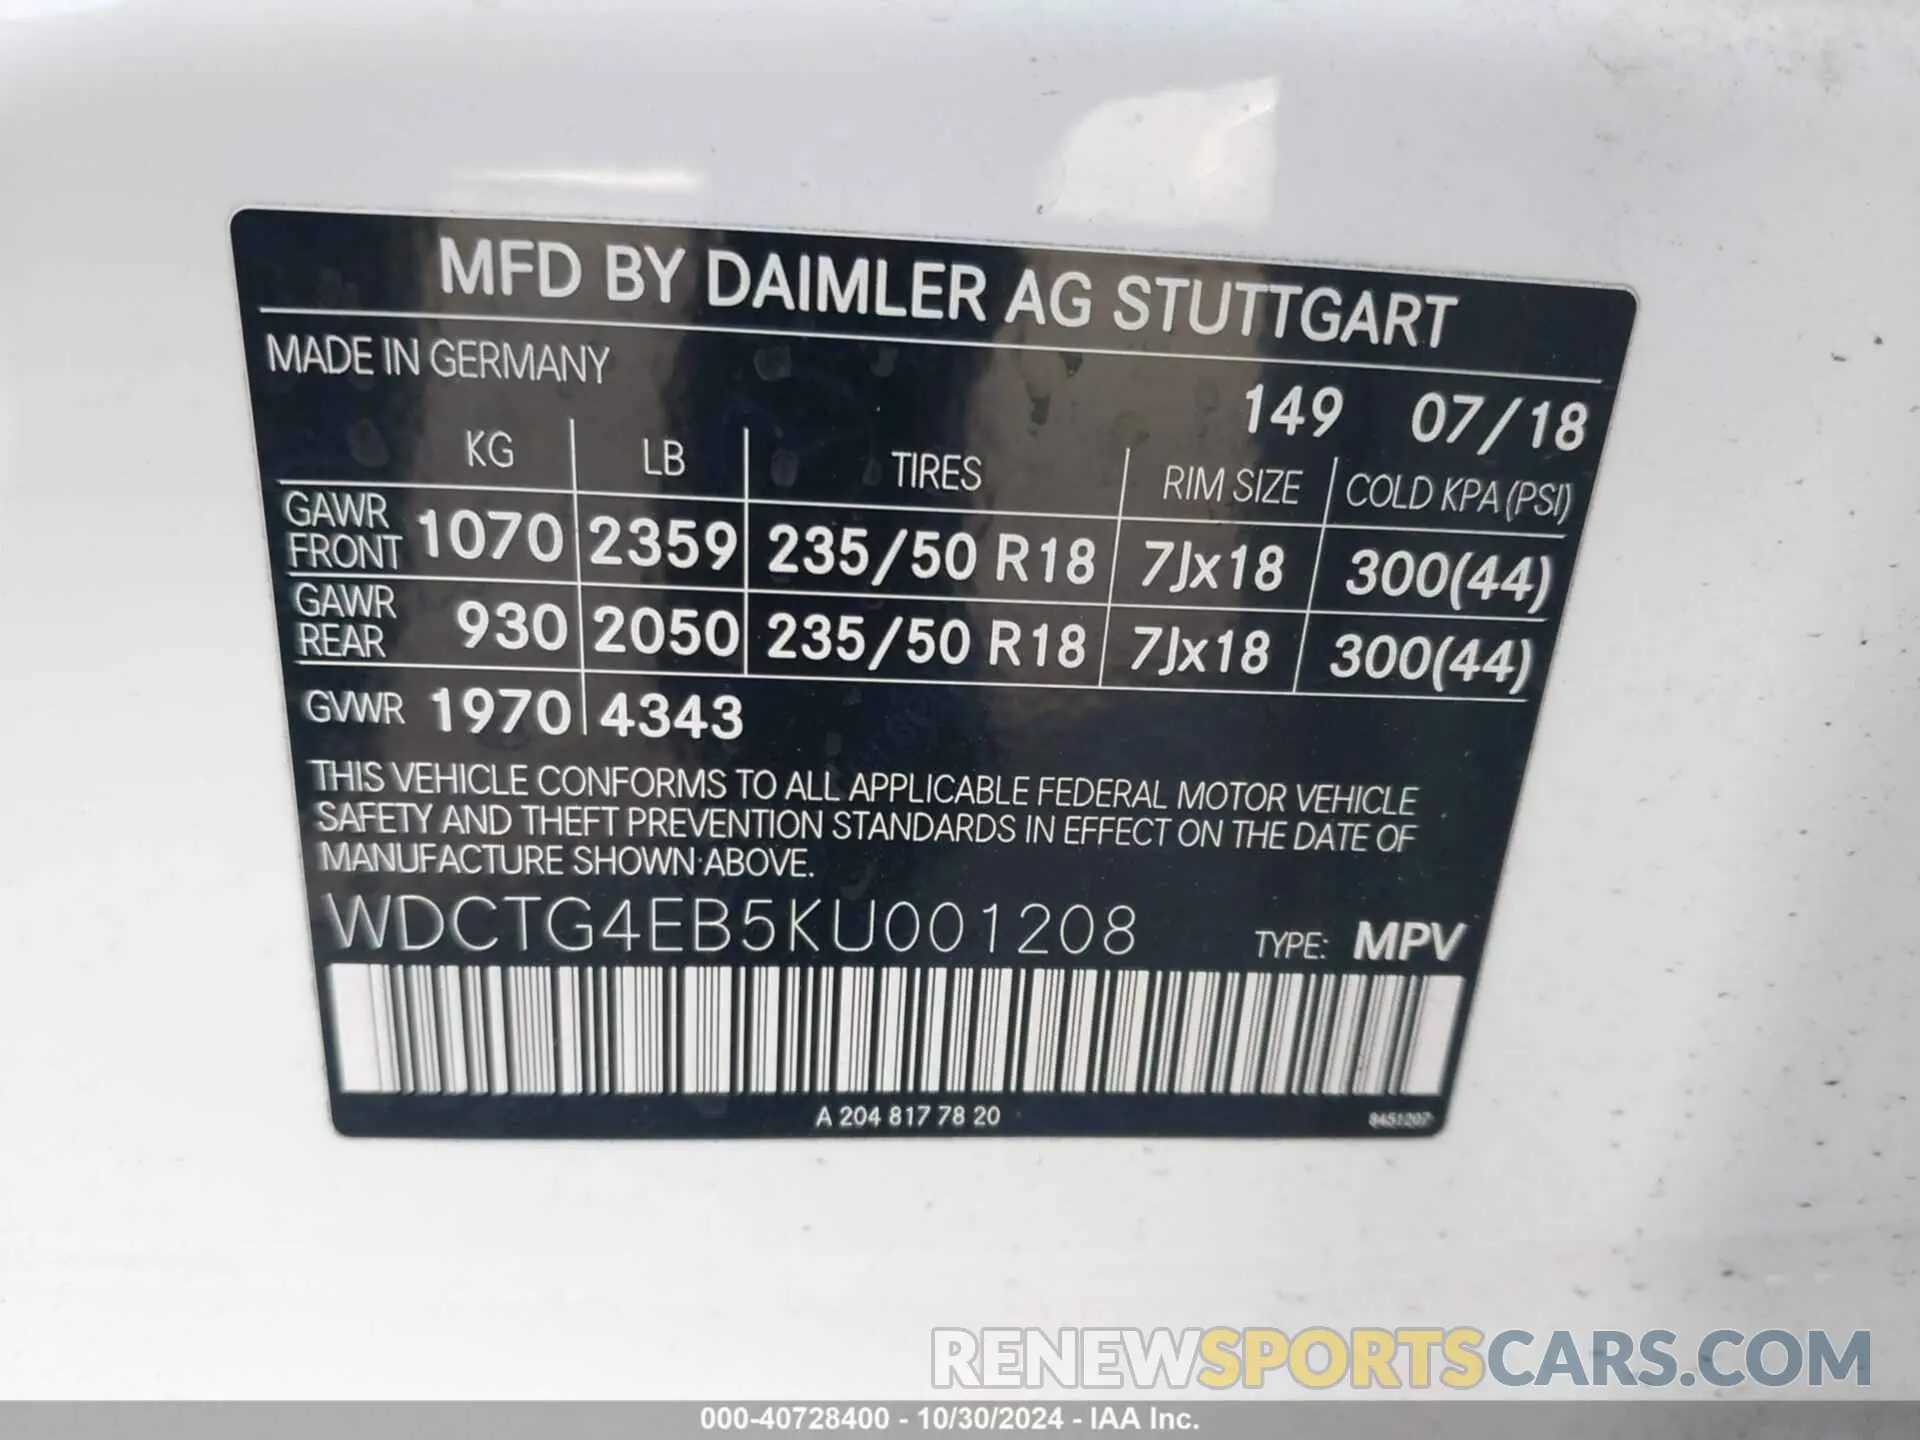 MFD BY DAIMLER AG STUTTGART
MADE IN GERMANY
149 07/18
KG LB TIRES RIM SIZE COLD KPA (PSI)
GAWR FRONT 1070 2359 235/50 R18 7Jx18 300(44)
GAWR REAR 930 2050 235/50 R18 7Jx18 300(44)
GVWR 1970 4343
THIS VEHICLE CONFORMS TO ALL APPLICABLE FEDERAL MOTOR VEHICLE
SAFETY AND THEFT PREVENTION STANDARDS IN EFFECT ON THE DATE OF
MANUFACTURE SHOWN ABOVE.
WDCTG4EB5KU001208 TYPE: MPV
A 204 817 78 20 8451207
RENEWSPORTSCARS.COM
000-40728400 - 10/30/2024 - IAA Inc.